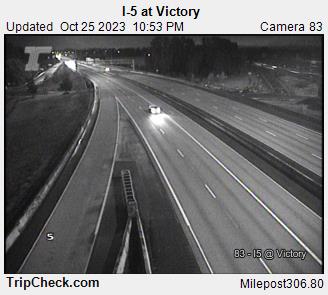 I-5 at Victory
Updated  Oct 25 2023  10:53 PM
Camera 83
T
S
83 - I5 @ Victory
TripCheck.com
Milepost306.80